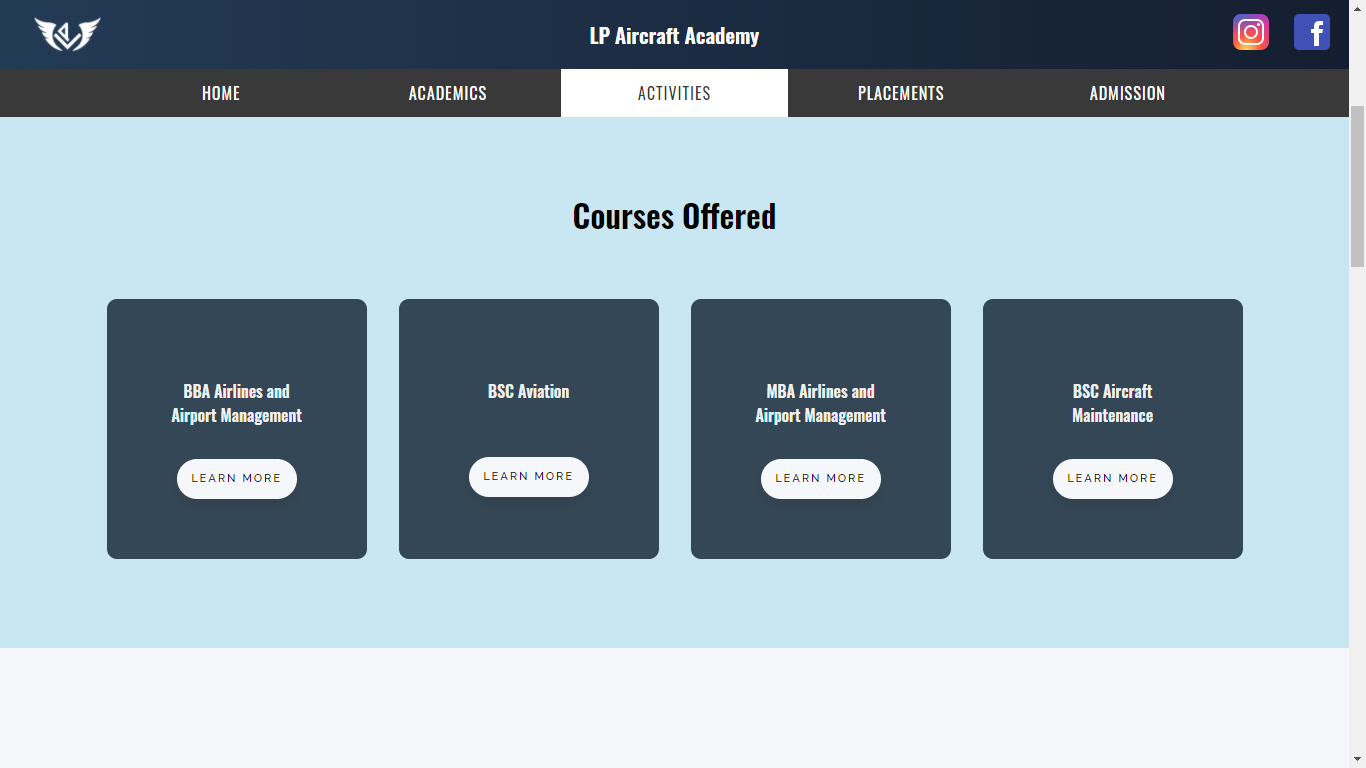 LP Aircraft Academy
HOME
ACADEMICS
ACTIVITIES
PLACEMENTS
ADMISSION
Courses Offered
BBA Airlines and
Airport Management
LEARN MORE
BSC Aviation
LEARN MORE
MBA Airlines and
Airport Management
LEARN MORE
BSC Aircraft
Maintenance
LEARN MORE